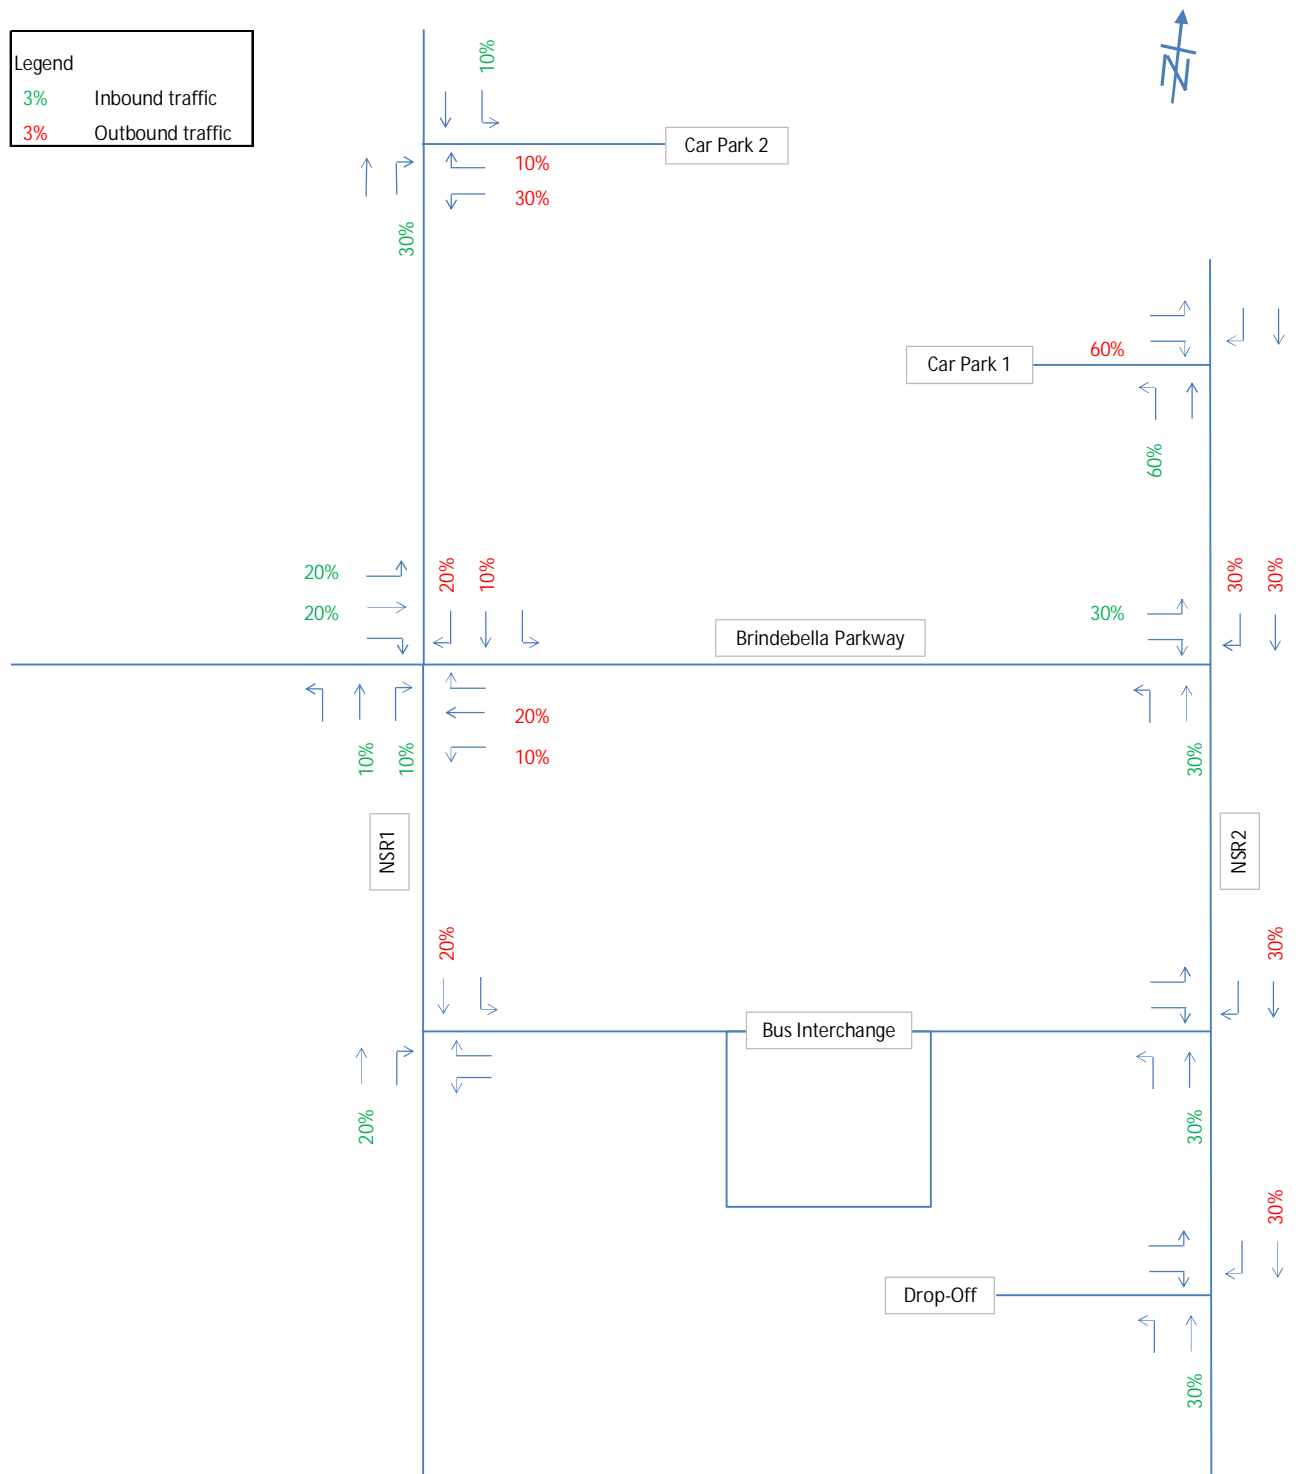 Legend
3% Inbound traffic
3% Outbound traffic
N
10%
Car Park 2
10%
30%
30%
Car Park 1
60%
60%
20%
20%
20%
10%
30%
30%
30%
Brindebella Parkway
20%
10%
10%
10%
30%
NSR1
NSR2
20%
30%
Bus Interchange
20%
30%
30%
Drop-Off
30%